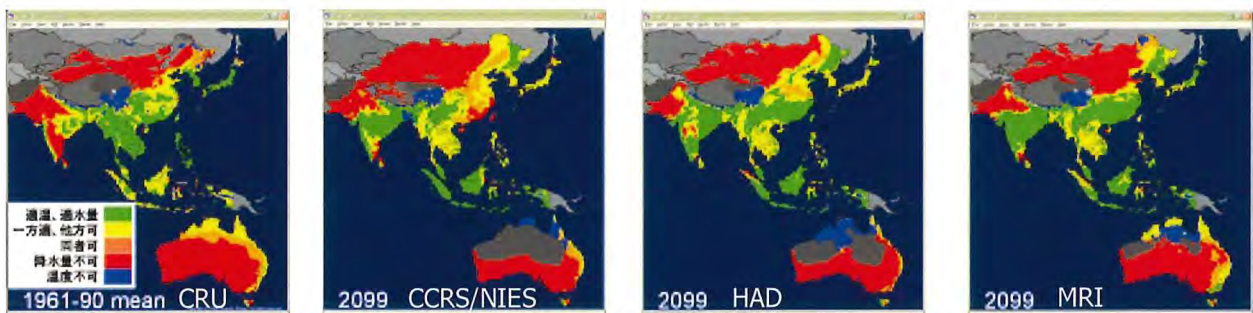 適温、適水量
一方適、他方可
両者可
降水量不可
温度不可
1961-90 mean CRU
2099 CCRS/NIES
2099 HAD
2099 MRI